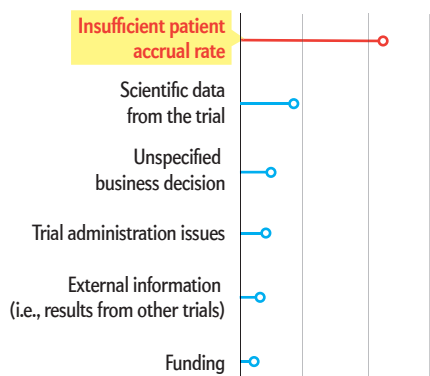 Insufficient patient
accrual rate
Scientific data
from the trial
Unspecified
business decision
Trial administration issues
External information
(i.e., results from other trials)
Funding